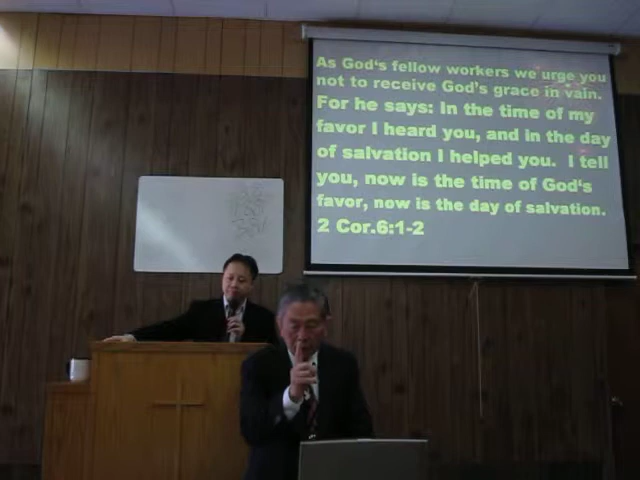 As God's fellow workers we urge you
not to receive God's grace in vain.
For he says: In the time of my
favor I heard you, and in the day
of salvation I helped you.  I tell
you, now is the time of God's
favor, now is the day of salvation.
2 Cor.6:1-2